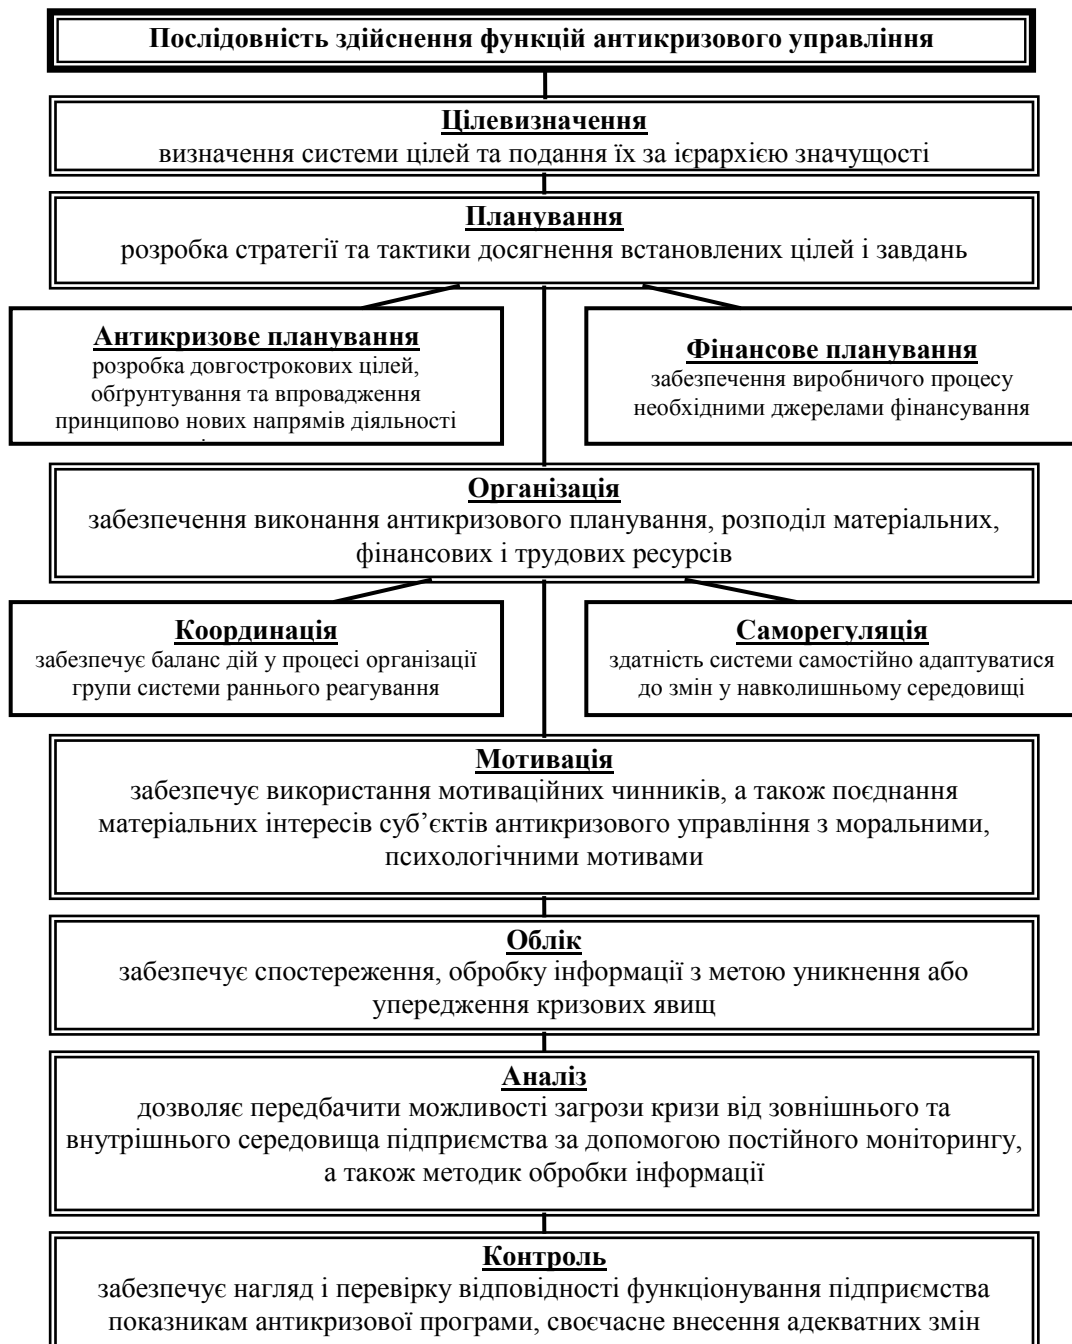 Послідовність здійснення функцій антикризового управління
Цілевизначення
визначення системи цілей та подання їх за ієрархією значущості
Планування
розробка стратегії та тактики досягнення встановлених цілей і завдань
Антикризове планування
розробка довгострокових цілей,
обґрунтування та впровадження
принципово нових напрямів діяльності
Фінансове планування
забезпечення виробничого процесу
необхідними джерелами фінансування
Організація
забезпечення виконання антикризового планування, розподіл матеріальних,
фінансових і трудових ресурсів
Координація
забезпечує баланс дій у процесі організації
групи системи раннього реагування
Саморегуляція
здатність системи самостійно адаптуватися
до змін у навколишньому середовищі
Мотивація
забезпечує використання мотиваційних чинників, а також поєднання
матеріальних інтересів суб’єктів антикризового управління з моральними,
психологічними мотивами
Облік
забезпечує спостереження, обробку інформації з метою уникнення або
упередження кризових явищ
Аналіз
дозволяє передбачити можливості загрози кризи від зовнішнього та
внутрішнього середовища підприємства за допомогою постійного моніторингу,
а також методик обробки інформації
Контроль
забезпечує нагляд і перевірку відповідності функціонування підприємства
показникам антикризової програми, своєчасне внесення адекватних змін